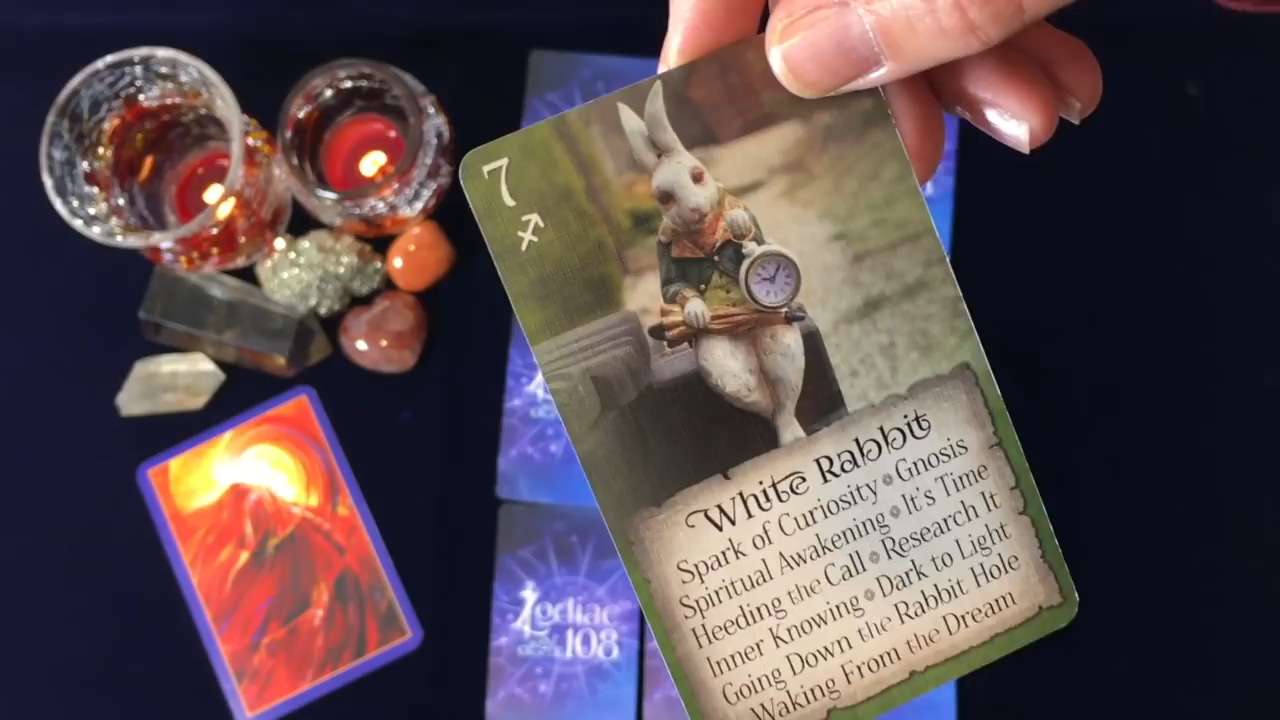 7
♐
White Rabbit
Spark of Curiosity • Gnosis
Spiritual Awakening • It's Time
Heeding the Call • Research It
Inner Knowing • Dark to Light
Going Down the Rabbit Hole
Waking From the Dream
Zodiac
108